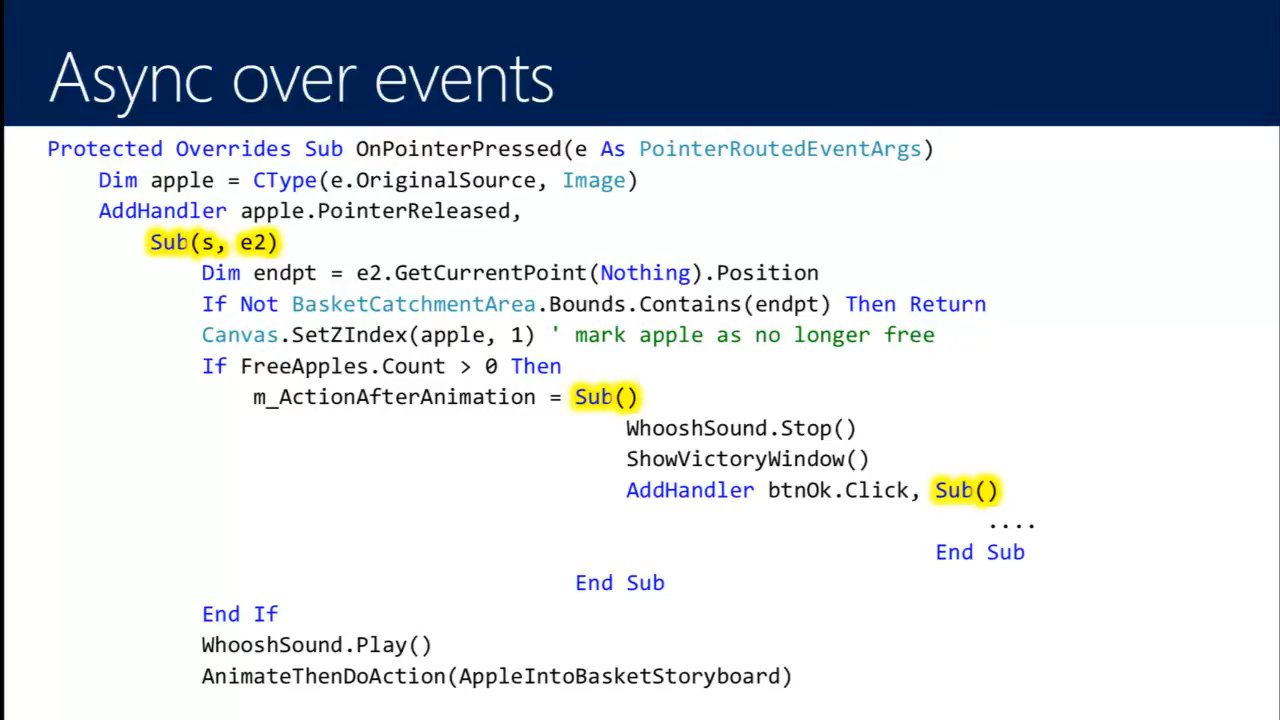 Async over events
Protected Overrides Sub OnPointerPressed(e As PointerRoutedEventArgs)
Dim apple = CType(e.OriginalSource, Image)
AddHandler apple.PointerReleased,
Sub(s, e2)
Dim endpt = e2.GetCurrentPoint(Nothing).Position
If Not BasketCatchmentArea.Bounds.Contains(endpt) Then Return
Canvas.SetZIndex(apple, 1) ' mark apple as no longer free
If FreeApples.Count > 0 Then
m_ActionAfterAnimation = Sub()
WhooshSound.Stop()
ShowVictoryWindow()
AddHandler btnOk.Click, Sub()
....
End Sub
End Sub
End If
WhooshSound.Play()
AnimateThenDoAction(AppleIntoBasketStoryboard)